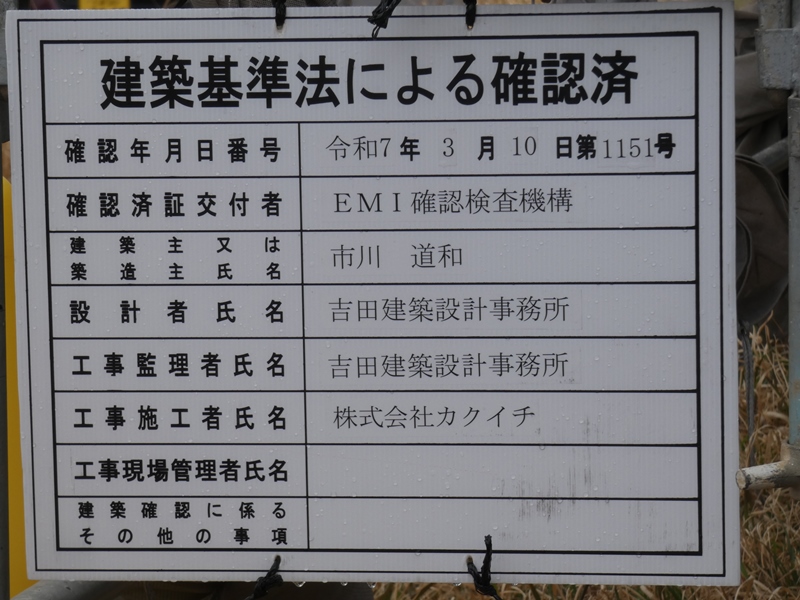 建築基準法による確認済
確認年月日番号 令和7年 3月10日第1151号
確認済証交付者 EMI確認検査機構
建築主又は
築造主氏名 市川 道和
設計者氏名 吉田建築設計事務所
工事監理者氏名 吉田建築設計事務所
工事施工者氏名 株式会社カクイチ
工事現場管理者氏名
建築確認に係る
その他の事項